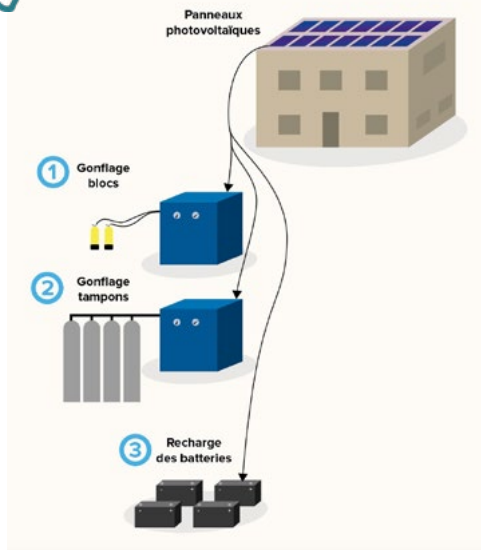 Panneaux
photovoltaïques
1
Gonflage
blocs
2
Gonflage
tampons
3
Recharge
des batteries